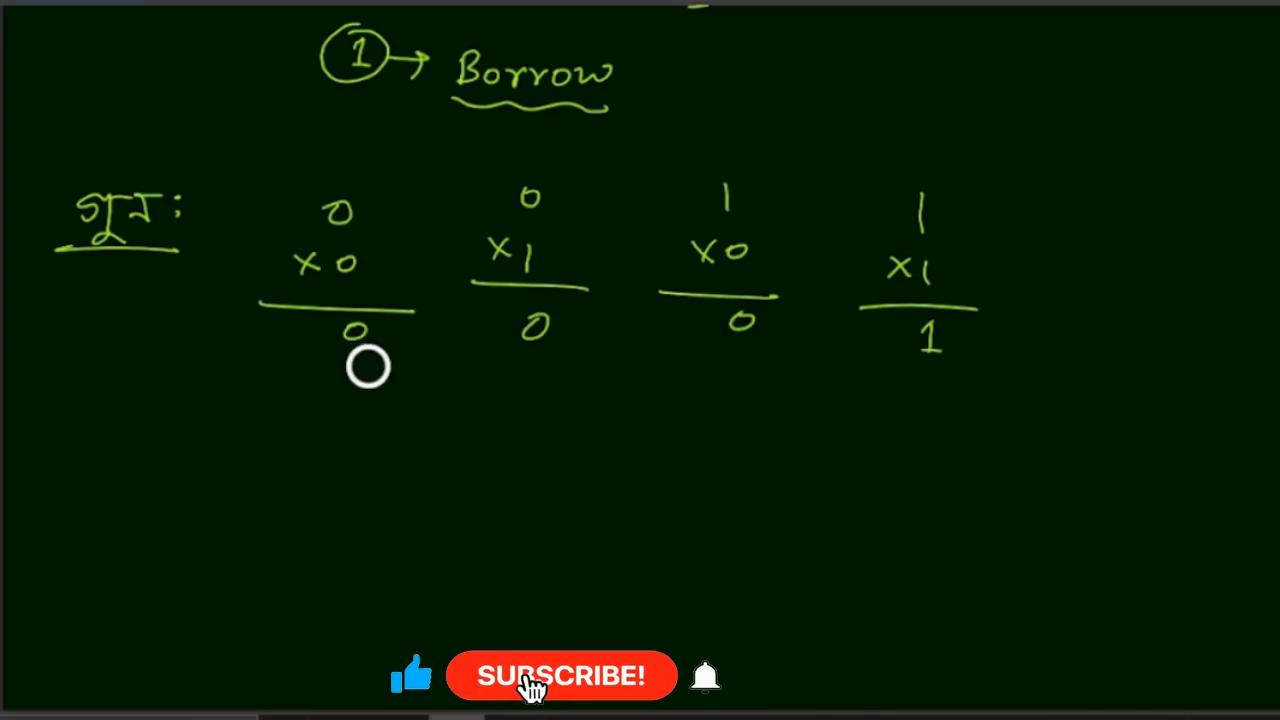 1 → Borrow
গুন:
0 0 1 1
x 0 x 1 x 0 x 1
0 0 0 1
SUBSCRIBE!